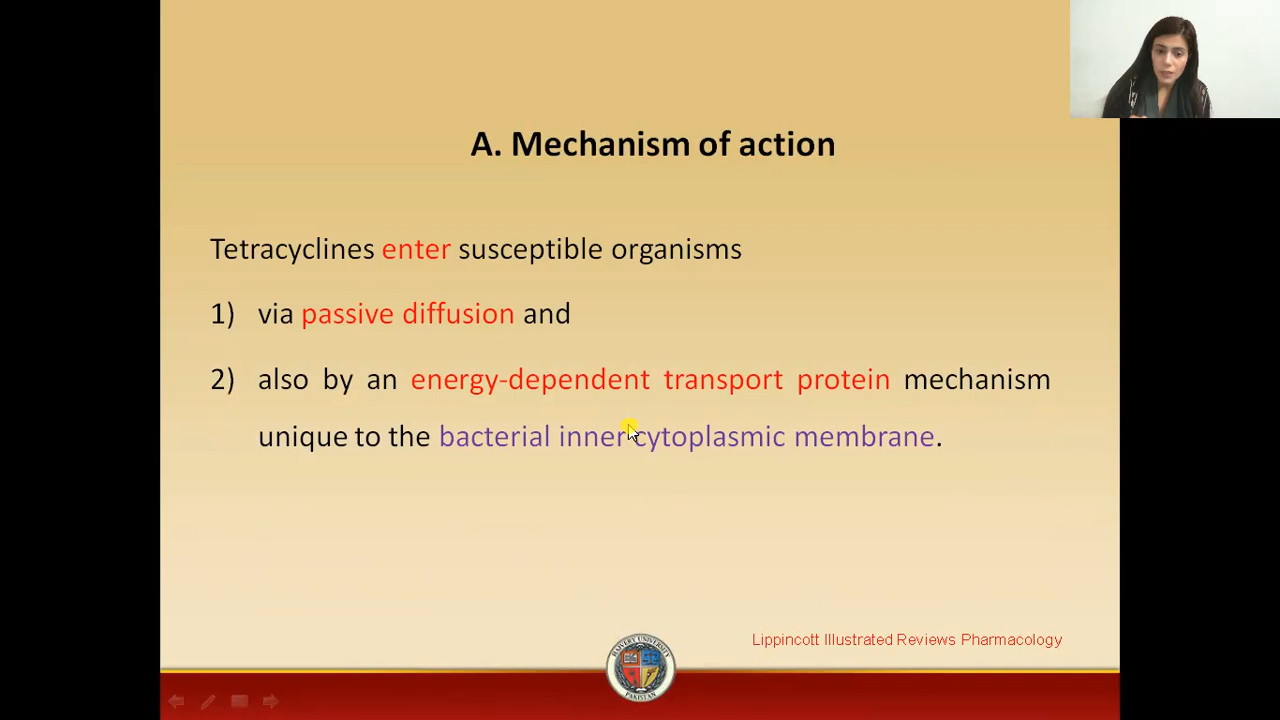 A. Mechanism of action
Tetracyclines enter susceptible organisms
1) via passive diffusion and
2) also by an energy-dependent transport protein mechanism
unique to the bacterial inner cytoplasmic membrane.
Lippincott Illustrated Reviews Pharmacology
PAKISTAN